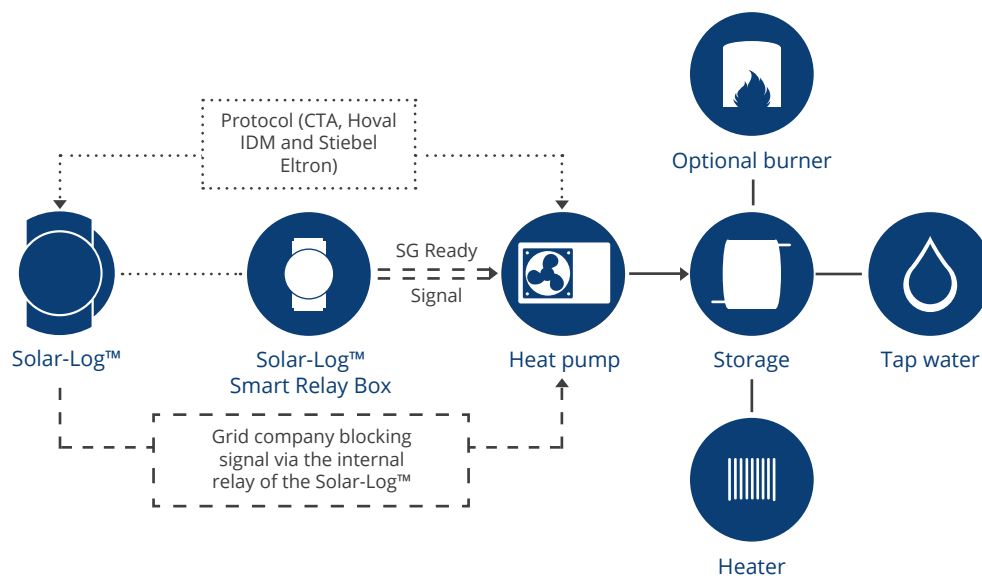 Protocol (CTA, Hoval
IDM and Stiebel
Eltron)
Optional burner
SG Ready
Signal
Solar-Log™
Solar-Log™
Smart Relay Box
Heat pump
Storage
Tap water
Grid company blocking
signal via the internal
relay of the Solar-Log™
Heater